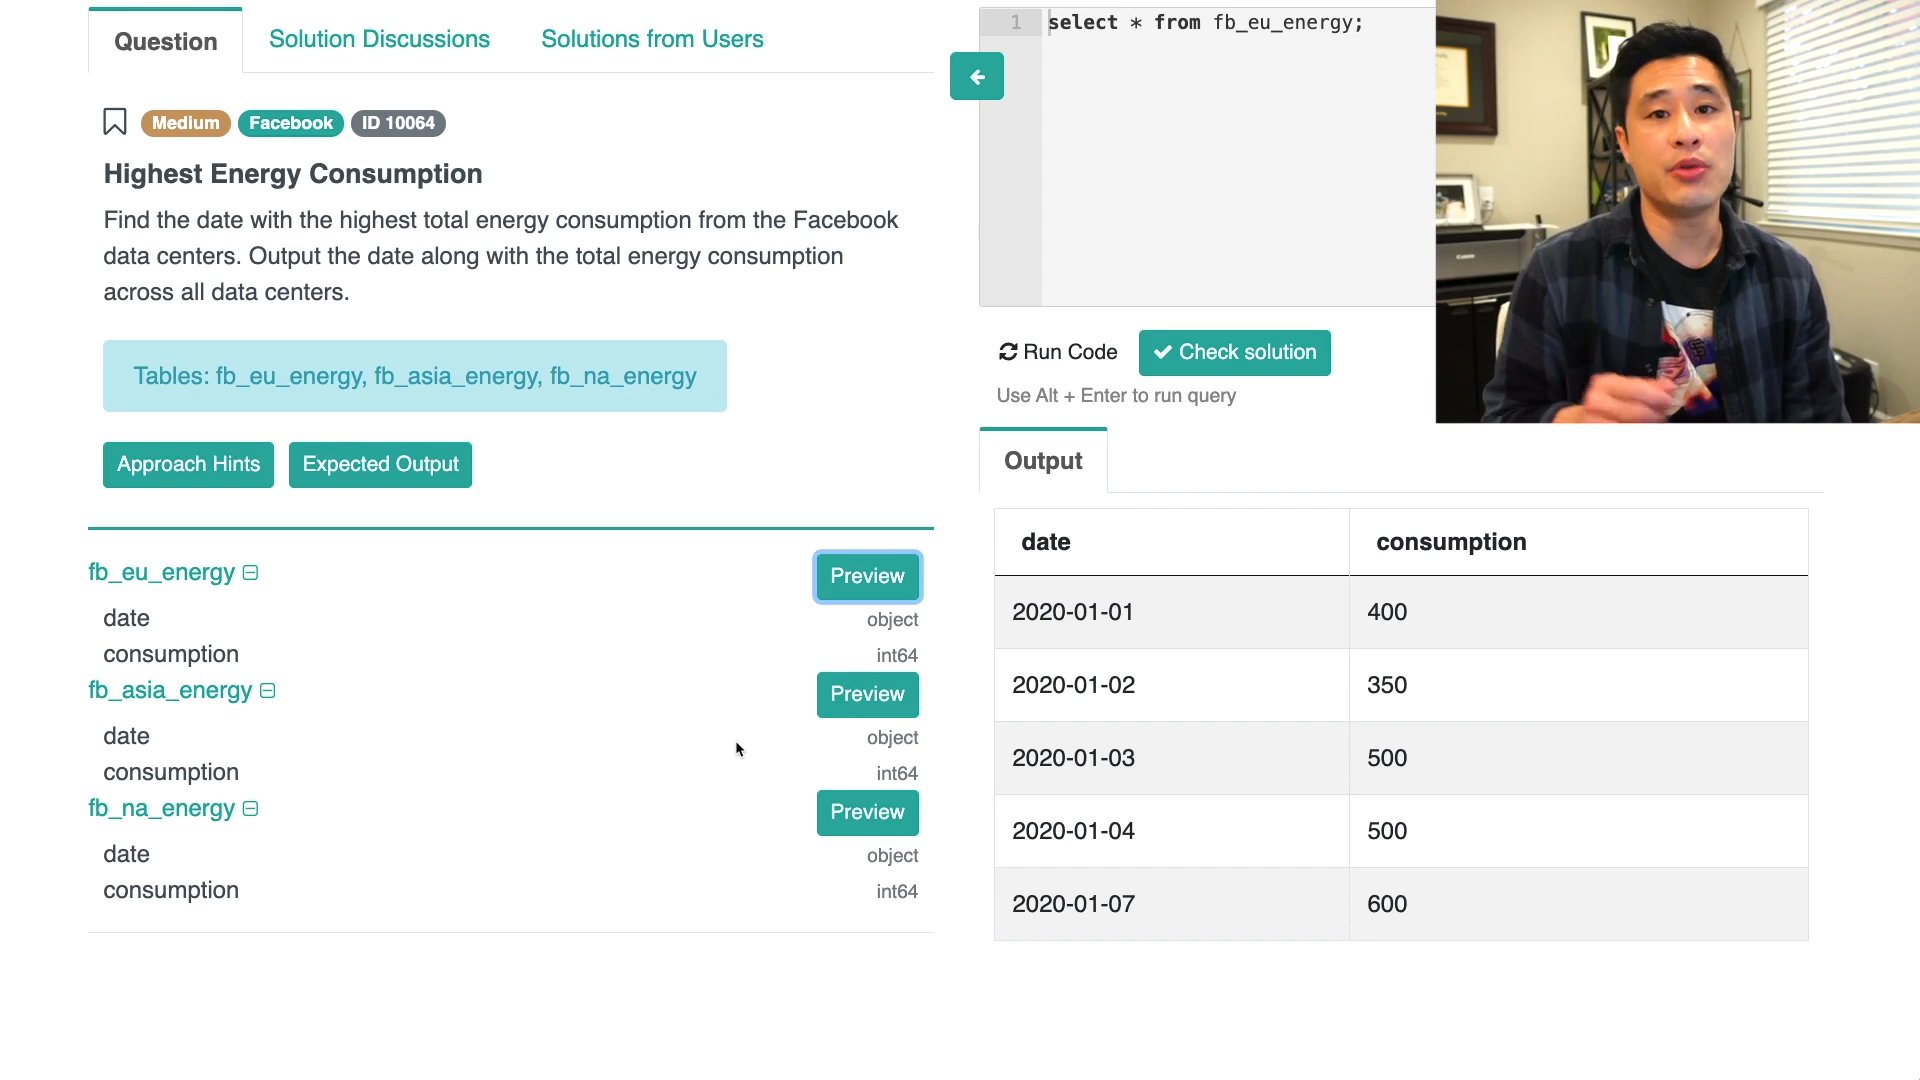 Question
Solution Discussions
Solutions from Users
Medium
Facebook
ID 10064
Highest Energy Consumption
Find the date with the highest total energy consumption from the Facebook
data centers. Output the date along with the total energy consumption
across all data centers.
Tables: fb_eu_energy, fb_asia_energy, fb_na_energy
Approach Hints
Expected Output
fb_eu_energy
Preview
date object
consumption int64
fb_asia_energy
Preview
date object
consumption int64
fb_na_energy
Preview
date object
consumption int64
1 select * from fb_eu_energy;
Run Code
Check solution
Use Alt + Enter to run query
Output
date consumption
2020-01-01 400
2020-01-02 350
2020-01-03 500
2020-01-04 500
2020-01-07 600
Canon